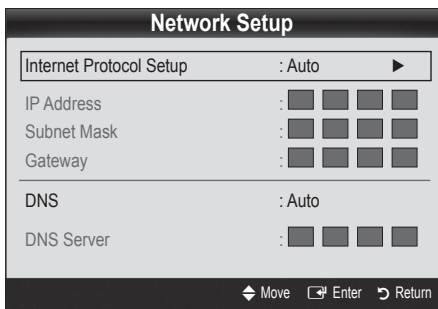 Network Setup
Internet Protocol Setup : Auto ▶
IP Address :
Subnet Mask :
Gateway :
DNS : Auto
DNS Server :
Move Enter Return